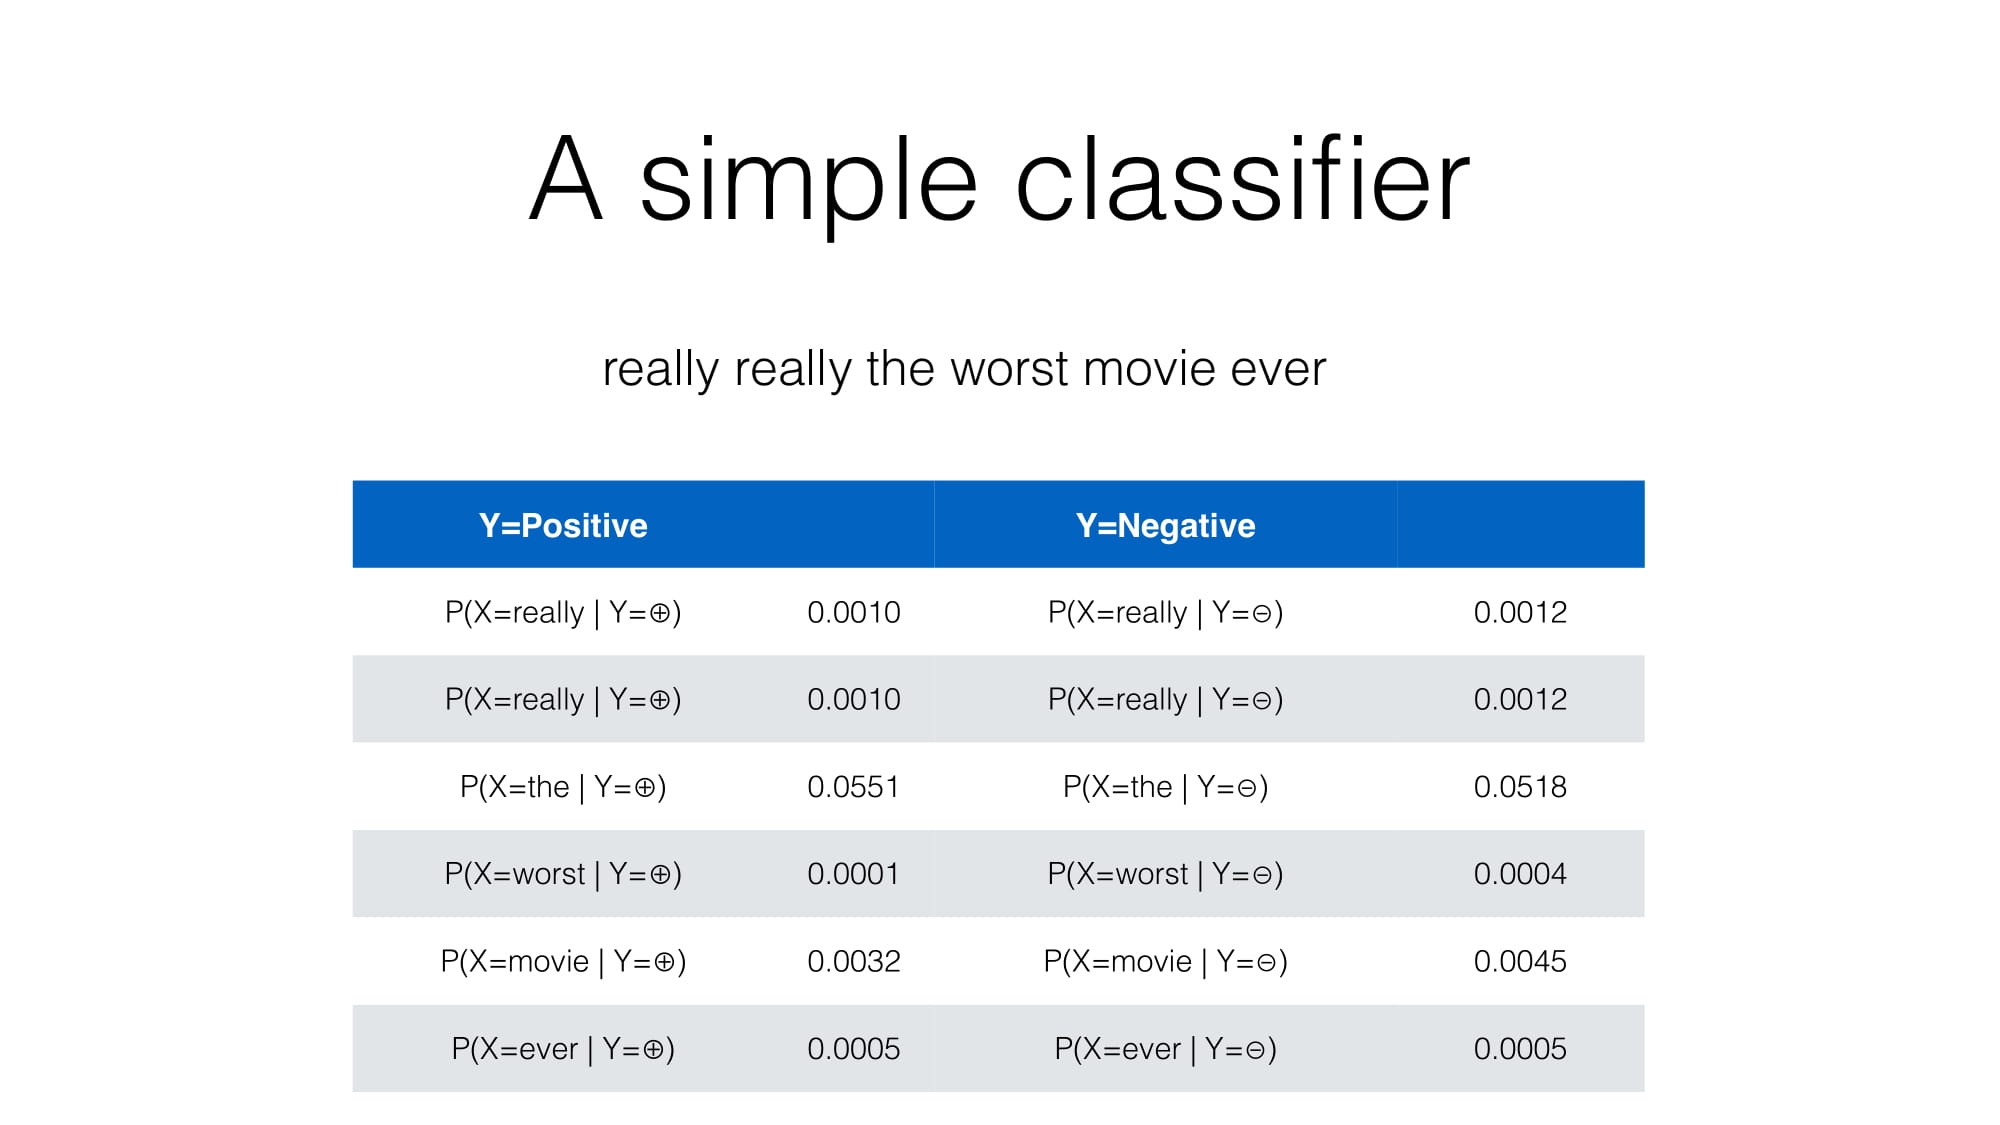 A simple classifier
really really the worst movie ever
Y=Positive Y=Negative
P(X=really | Y=⊕) 0.0010 P(X=really | Y=⊖) 0.0012
P(X=really | Y=⊕) 0.0010 P(X=really | Y=⊖) 0.0012
P(X=the | Y=⊕) 0.0551 P(X=the | Y=⊖) 0.0518
P(X=worst | Y=⊕) 0.0001 P(X=worst | Y=⊖) 0.0004
P(X=movie | Y=⊕) 0.0032 P(X=movie | Y=⊖) 0.0045
P(X=ever | Y=⊕) 0.0005 P(X=ever | Y=⊖) 0.0005